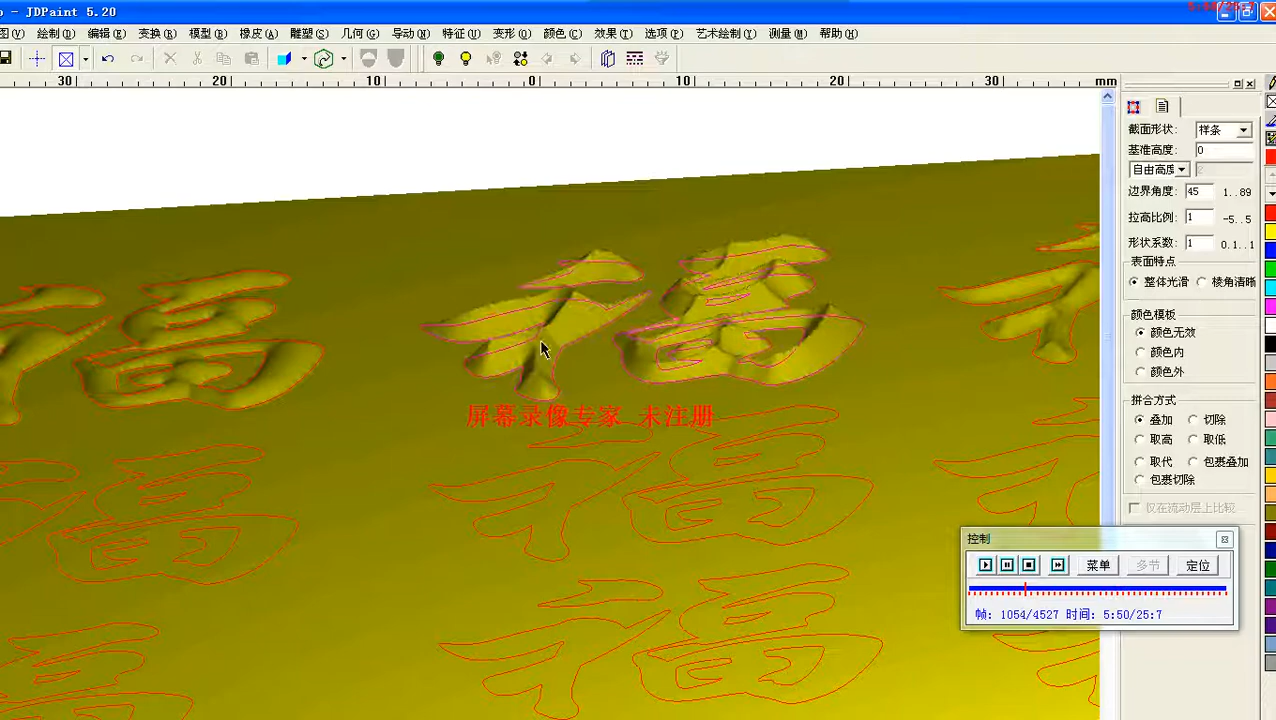 o - JDPaint 5.20
图(V) 绘制(D) 编辑(E) 变换(R) 模型(B) 橡皮(A) 雕塑(S) 几何(G) 导动(N) 特征(U) 变形(Q) 颜色(C) 效果(T) 选项(P) 艺术绘制(I) 测量(M) 帮助(H)
30 20 10 0 10 20 30 mm
截面形状: 样条
基准高度: 0
自由高度
边界角度: 45 1..89
拉高比例: 1 -5..5
形状系数: 1 0.1..1
表面特点
整体光滑 棱角清晰
颜色模板
颜色无效
颜色内
颜色外
拼合方式
叠加 切除
取高 取低
取代 包裹叠加
包裹切除
仅在流动层上比较
福 福
屏幕录像专家 未注册
福 福
福
控制
菜单 多节 定位
帧: 1054/4527 时间: 5:50/25:7